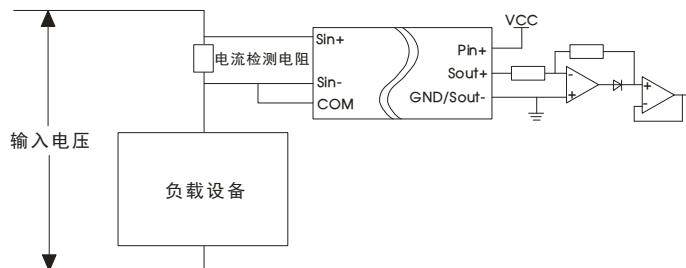 VCC
Sin+
Pin+
电流检测电阻
Sout+
-
+
+
-
Sin-
GND/Sout-
COM
输入电压
负载设备